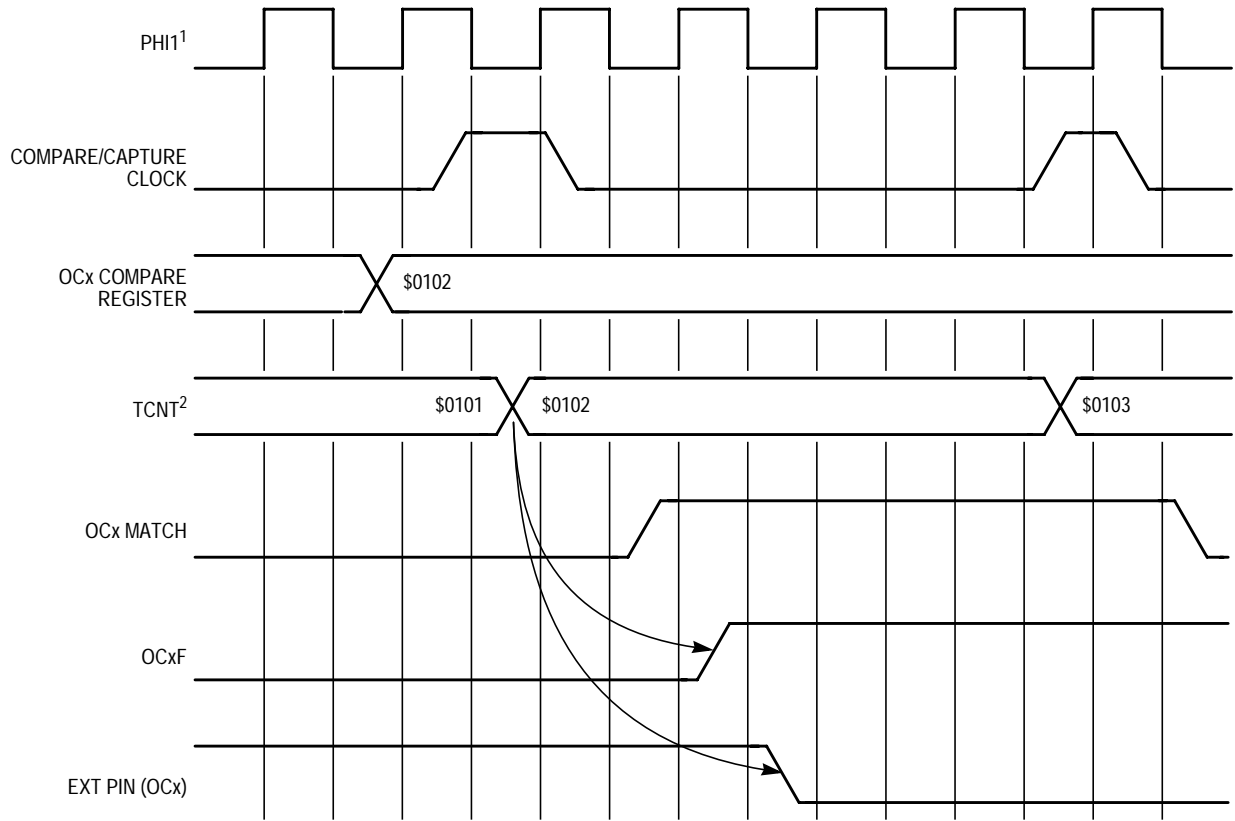 PHI1¹
COMPARE/CAPTURE
CLOCK
OCx COMPARE
REGISTER
$0102
TCNT²
$0101
$0102
$0103
OCx MATCH
OCxF
EXT PIN (OCx)